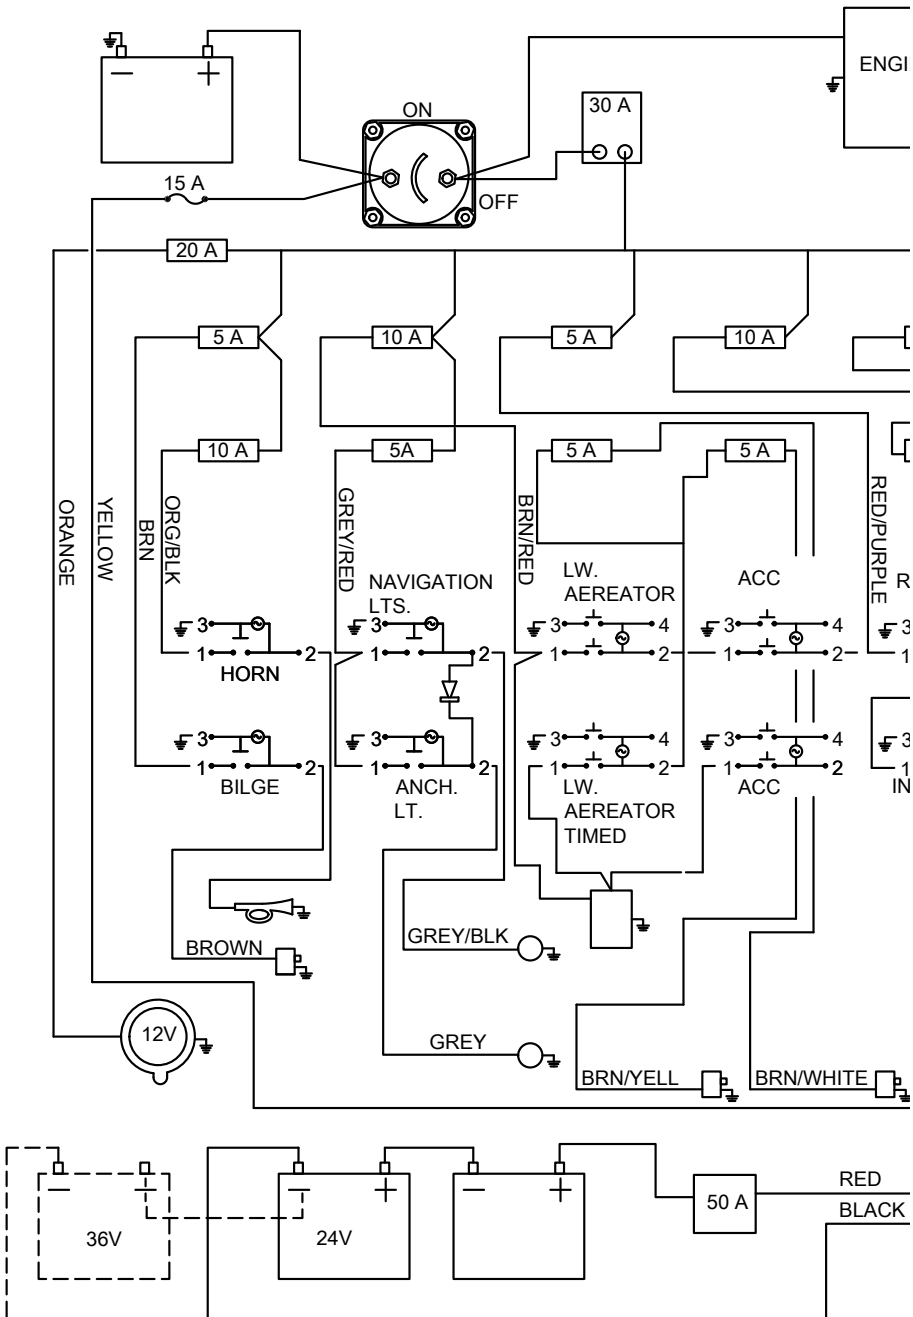 ON
ENGI
30 A
15 A
OFF
20 A
5 A
10 A
5 A
10 A
10 A
5A
5 A
5 A
ORANGE
YELLOW
BRN
ORG/BLK
GREY/RED
BRN/RED
RED/PURPLE
NAVIGATION
LTS.
LW.
AEREATOR
ACC
R
3
3
3 4
3 4
3
1 2
HORN
1 2
1 2
1 2
1
3
3
3 4
3 4
3
1 2
BILGE
1 2
ANCH.
LT.
1 2
LW.
AEREATOR
TIMED
1 2
ACC
1
IN
BROWN
GREY/BLK
12V
GREY
BRN/YELL
BRN/WHITE
36V
24V
50 A
RED
BLACK